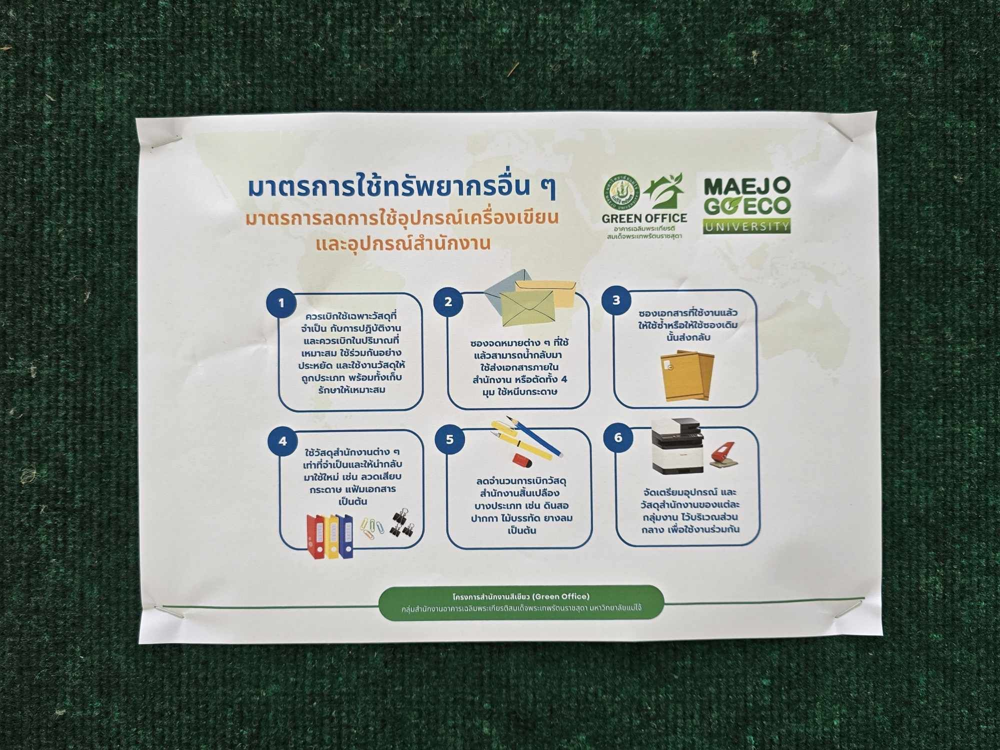 มาตรการใช้ทรัพยากรอื่น ๆ
มาตรการลดการใช้อุปกรณ์เครื่องเขียน
และอุปกรณ์สำนักงาน
GREEN OFFICE
อาคารเฉลิมพระเกียรติ
สมเด็จพระเทพรัตนราชสุดา
MAEJO
GO ECO
UNIVERSITY
1
ควรเบิกใช้เฉพาะวัสดุที่
จำเป็น กับการปฏิบัติงาน
และควรเบิกในปริมาณที่
เหมาะสม ใช้ร่วมกันอย่าง
ประหยัด และใช้งานวัสดุให้
ถูกประเภท พร้อมทั้งเก็บ
รักษาให้เหมาะสม
2
ซองจดหมายต่าง ๆ ที่ใช้
แล้วสามารถนำกลับมา
ใช้ส่งเอกสารภายใน
สำนักงาน หรือตัดทั้ง 4
มุม ใช้หนีบกระดาษ
3
ซองเอกสารที่ใช้งานแล้ว
ให้ใช้ซ้ำหรือให้ใช้ซองเดิม
นั้นส่งกลับ
4
ใช้วัสดุสำนักงานต่าง ๆ
เท่าที่จำเป็นและให้นำกลับ
มาใช้ใหม่ เช่น ลวดเสียบ
กระดาษ แฟ้มเอกสาร
เป็นต้น
5
ลดจำนวนการเบิกวัสดุ
สำนักงานสิ้นเปลือง
บางประเภท เช่น ดินสอ
ปากกา ไม้บรรทัด ยางลบ
เป็นต้น
6
จัดเตรียมอุปกรณ์ และ
วัสดุสำนักงานของแต่ละ
กลุ่มงาน ไว้บริเวณส่วน
กลาง เพื่อใช้งานร่วมกัน
โครงการสำนักงานสีเขียว (Green Office)
กลุ่มสำนักงานอาคารเฉลิมพระเกียรติสมเด็จพระเทพรัตนราชสุดา มหาวิทยาลัยแม่โจ้